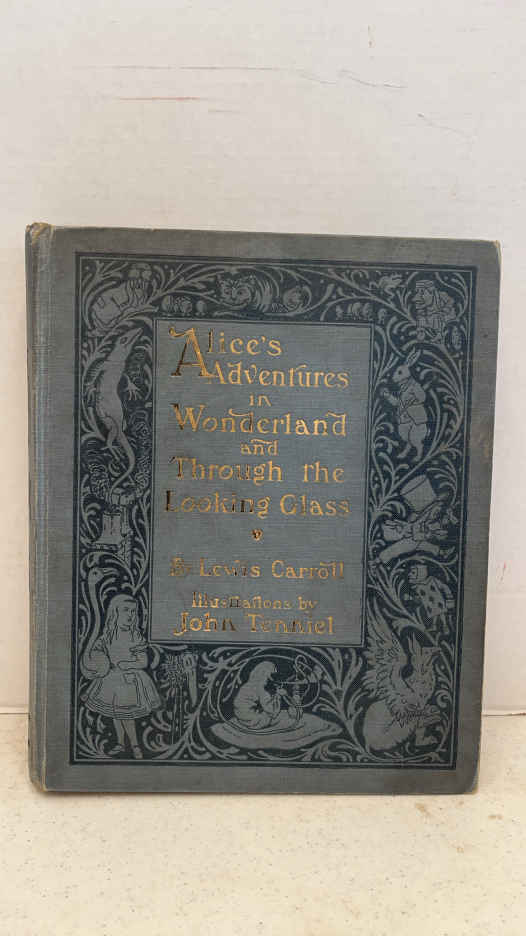 Alice's
Adventures
in
Wonderland
and
Through the
Looking Glass
By Lewis Carroll
Illustrations by
John Tenniel